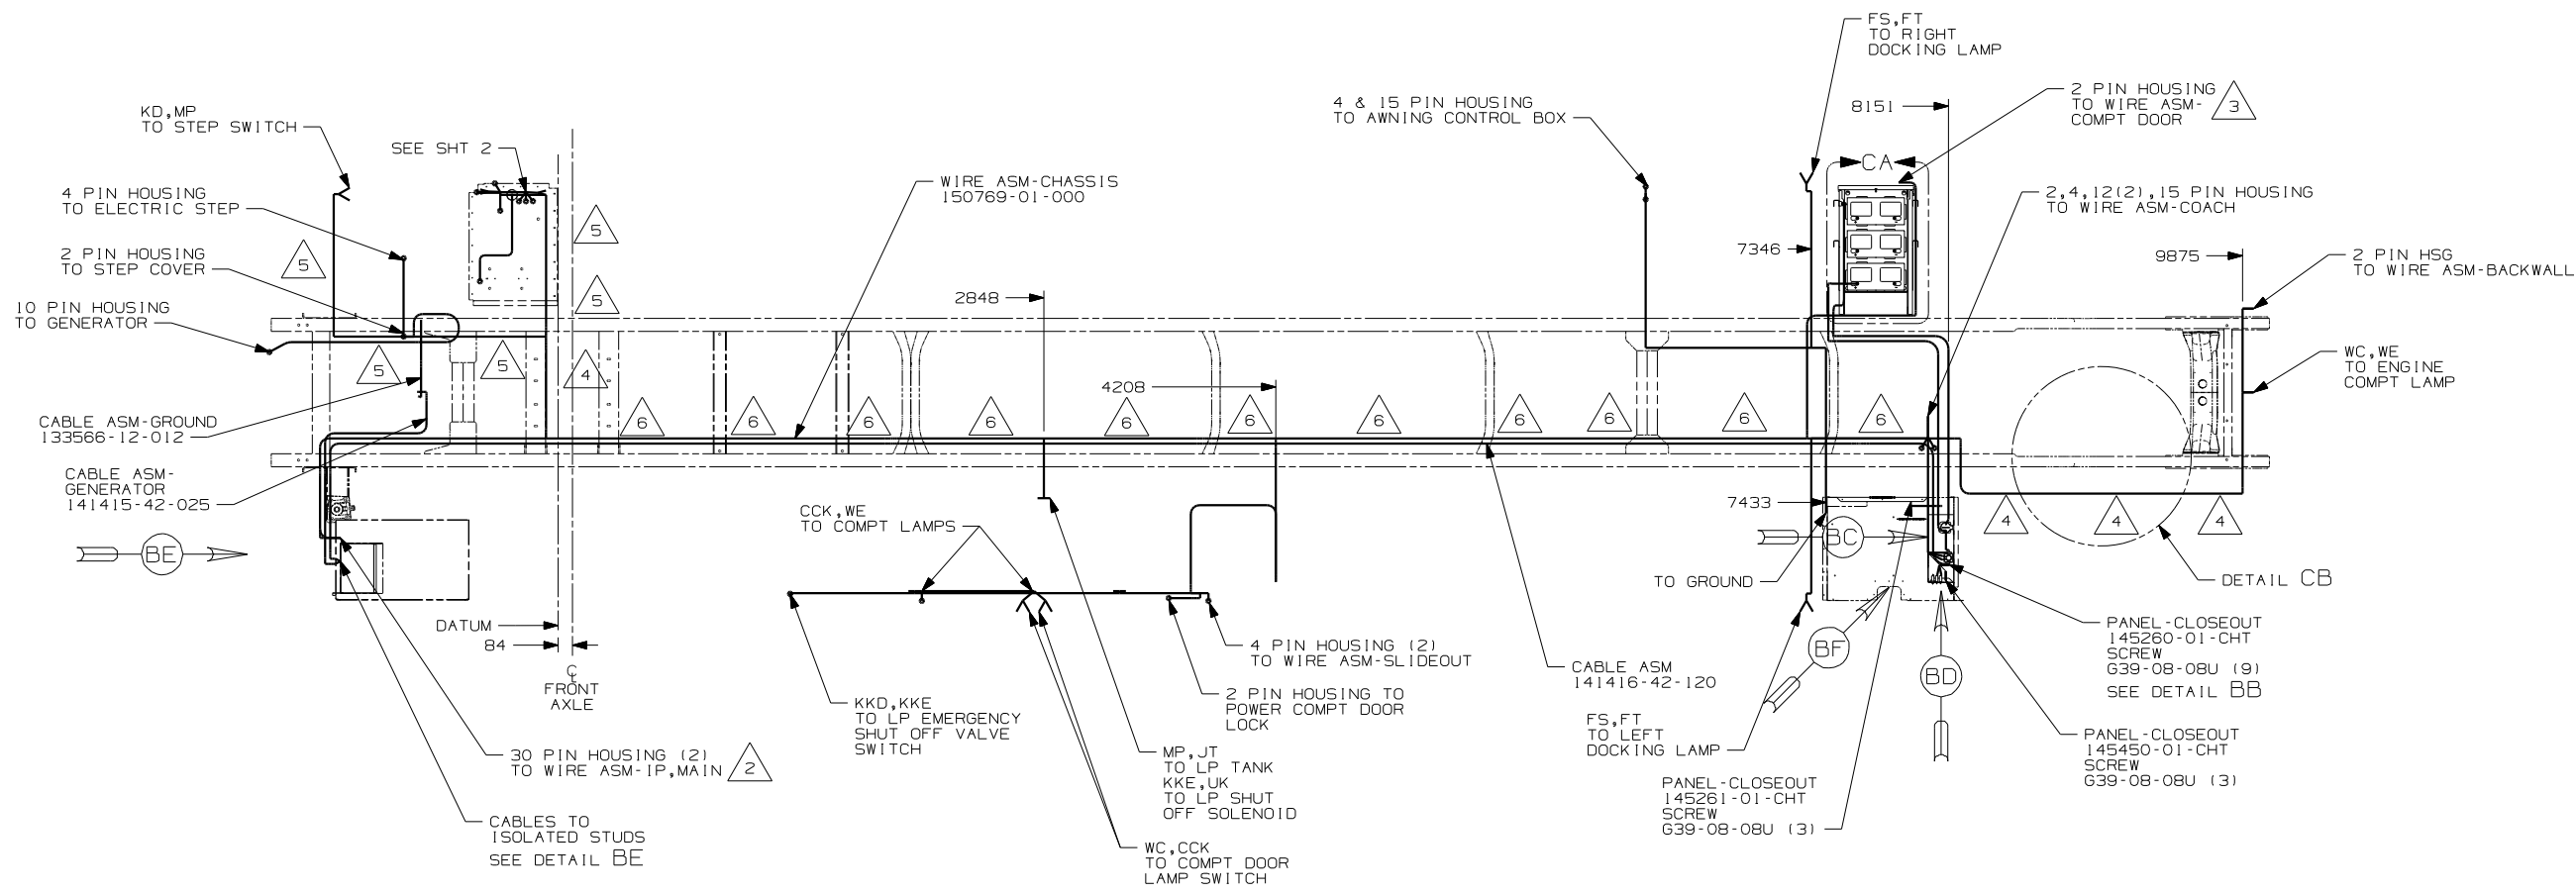 FS,FT
TO RIGHT
DOCKING LAMP
KD,MP
TO STEP SWITCH
SEE SHT 2
4 PIN HOUSING
TO ELECTRIC STEP
2 PIN HOUSING
TO STEP COVER
10 PIN HOUSING
TO GENERATOR
WIRE ASM-CHASSIS
150769-01-000
4 & 15 PIN HOUSING
TO AWNING CONTROL BOX
8151
2 PIN HOUSING
TO WIRE ASM-
COMPT DOOR
3
CA
2,4,12(2),15 PIN HOUSING
TO WIRE ASM-COACH
7346
9875
2 PIN HSG
TO WIRE ASM-BACKWALL
5
5
5
5
5
4
2848
4208
WC,WE
TO ENGINE
COMPT LAMP
CABLE ASM-GROUND
133566-12-012
6
6
6
6
6
6
6
6
6
6
6
CABLE ASM-
GENERATOR
141415-42-025
CCK,WE
TO COMPT LAMPS
7433
4
4
4
BE
BC
TO GROUND
DETAIL CB
DATUM
84
CL
FRONT
AXLE
4 PIN HOUSING (2)
TO WIRE ASM-SLIDEOUT
CABLE ASM
141416-42-120
BF
BD
PANEL-CLOSEOUT
145260-01-CHT
SCREW
G39-08-08U (9)
SEE DETAIL BB
KKD,KKE
TO LP EMERGENCY
SHUT OFF VALVE
SWITCH
2 PIN HOUSING TO
POWER COMPT DOOR
LOCK
FS,FT
TO LEFT
DOCKING LAMP
PANEL-CLOSEOUT
145450-01-CHT
SCREW
G39-08-08U (3)
30 PIN HOUSING (2)
TO WIRE ASM-IP,MAIN
2
MP,JT
TO LP TANK
KKE,UK
TO LP SHUT
OFF SOLENOID
PANEL-CLOSEOUT
145261-01-CHT
SCREW
G39-08-08U (3)
CABLES TO
ISOLATED STUDS
SEE DETAIL BE
WC,CCK
TO COMPT DOOR
LAMP SWITCH